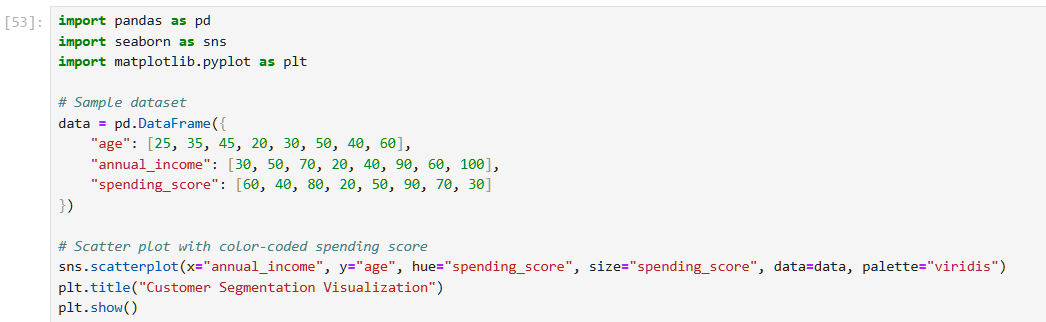 [53]:
import pandas as pd
import seaborn as sns
import matplotlib.pyplot as plt

# Sample dataset
data = pd.DataFrame({
    "age": [25, 35, 45, 20, 30, 50, 40, 60],
    "annual_income": [30, 50, 70, 20, 40, 90, 60, 100],
    "spending_score": [60, 40, 80, 20, 50, 90, 70, 30]
})

# Scatter plot with color-coded spending score
sns.scatterplot(x="annual_income", y="age", hue="spending_score", size="spending_score", data=data, palette="viridis")
plt.title("Customer Segmentation Visualization")
plt.show()